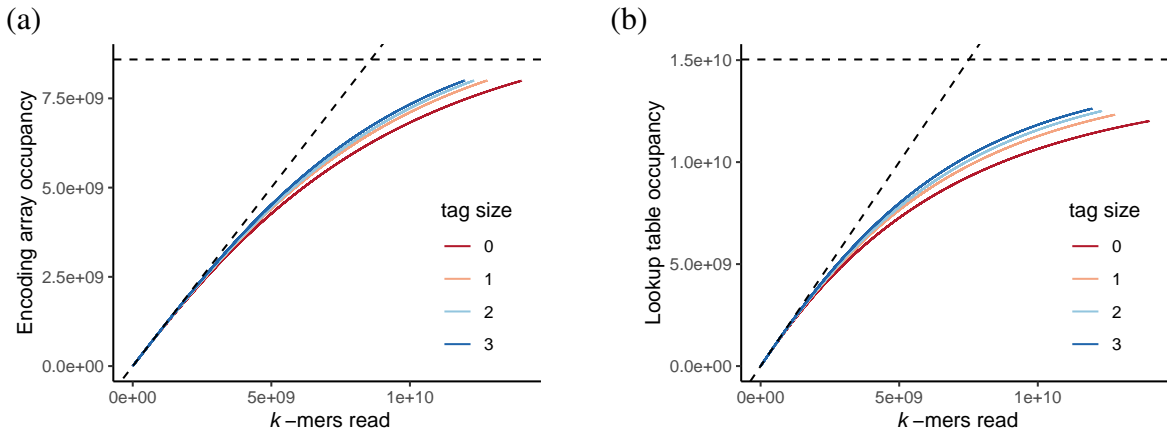 (a)
Encoding array occupancy
7.5e+09
5.0e+09
2.5e+09
0.0e+00
tag size
0
1
2
3
0e+00
5e+09
1e+10
k −mers read
(b)
Lookup table occupancy
1.5e+10
1.0e+10
5.0e+09
0.0e+00
tag size
0
1
2
3
0e+00
5e+09
1e+10
k −mers read